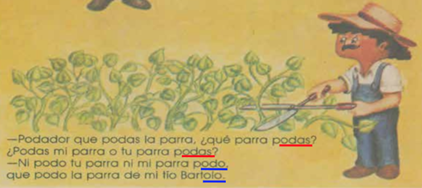 —Podador que podas la parra, ¿qué parra podas?
¿Podas mi parra o tu parra podas?
—Ni podo tu parra ni mi parra podo,
que podo la parra de mi tío Bartolo.